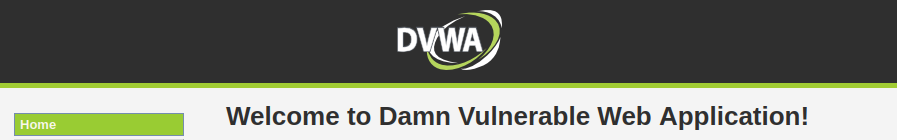 DVWA
Welcome to Damn Vulnerable Web Application!
Home